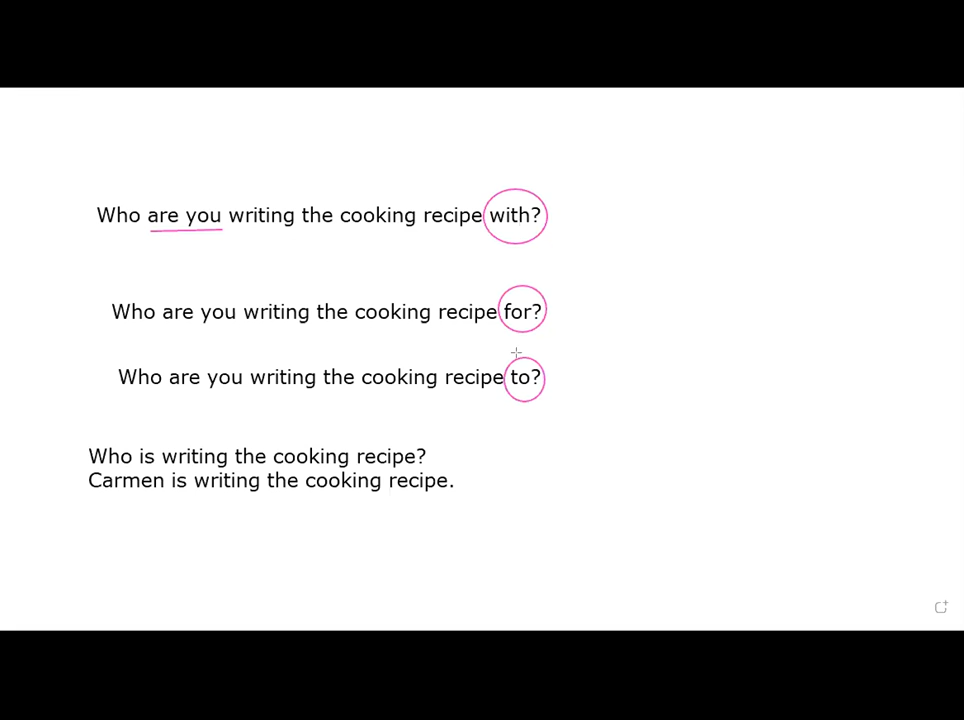 Who are you writing the cooking recipe with?
Who are you writing the cooking recipe for?
Who are you writing the cooking recipe to?
Who is writing the cooking recipe?
Carmen is writing the cooking recipe.